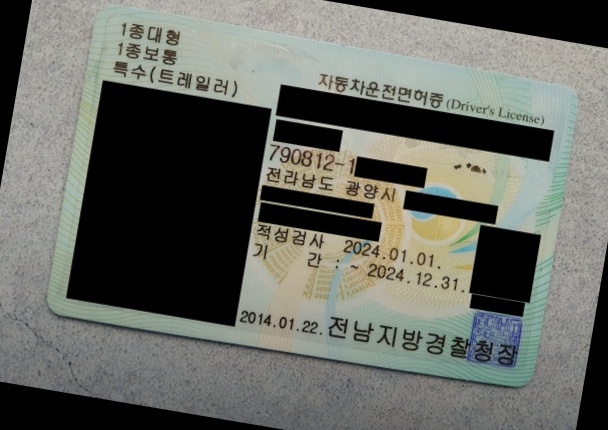 1종대형
1종보통
특수(트레일러)
자동차운전면허증 (Driver's License)
790812-1
전라남도 광양시
적성검사 2024.01.01.
기 간 : ~ 2024.12.31.
2014.01.22. 전남지방경찰청장